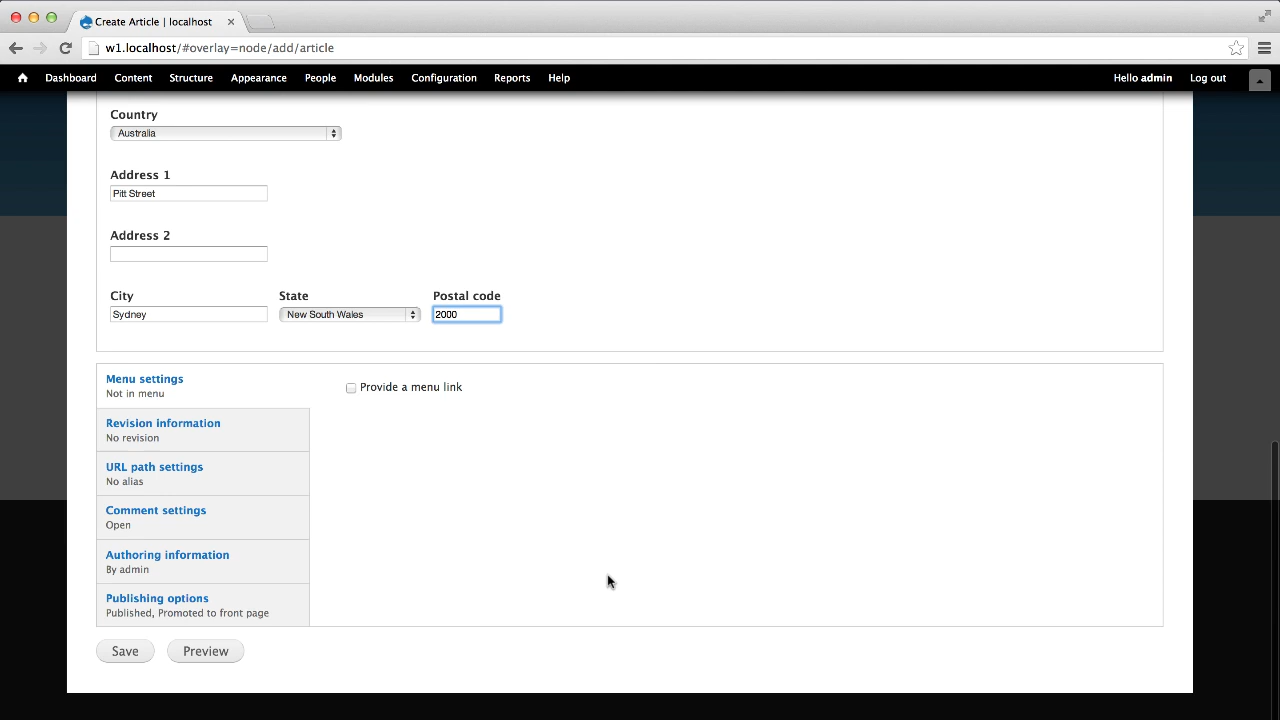 Create Article | localhost
w1.localhost/#overlay=node/add/article
Dashboard Content Structure Appearance People Modules Configuration Reports Help Hello admin Log out
Country
Australia
Address 1
Pitt Street
Address 2
City State Postal code
Sydney New South Wales 2000
Menu settings
Not in menu
Provide a menu link
Revision information
No revision
URL path settings
No alias
Comment settings
Open
Authoring information
By admin
Publishing options
Published, Promoted to front page
Save Preview